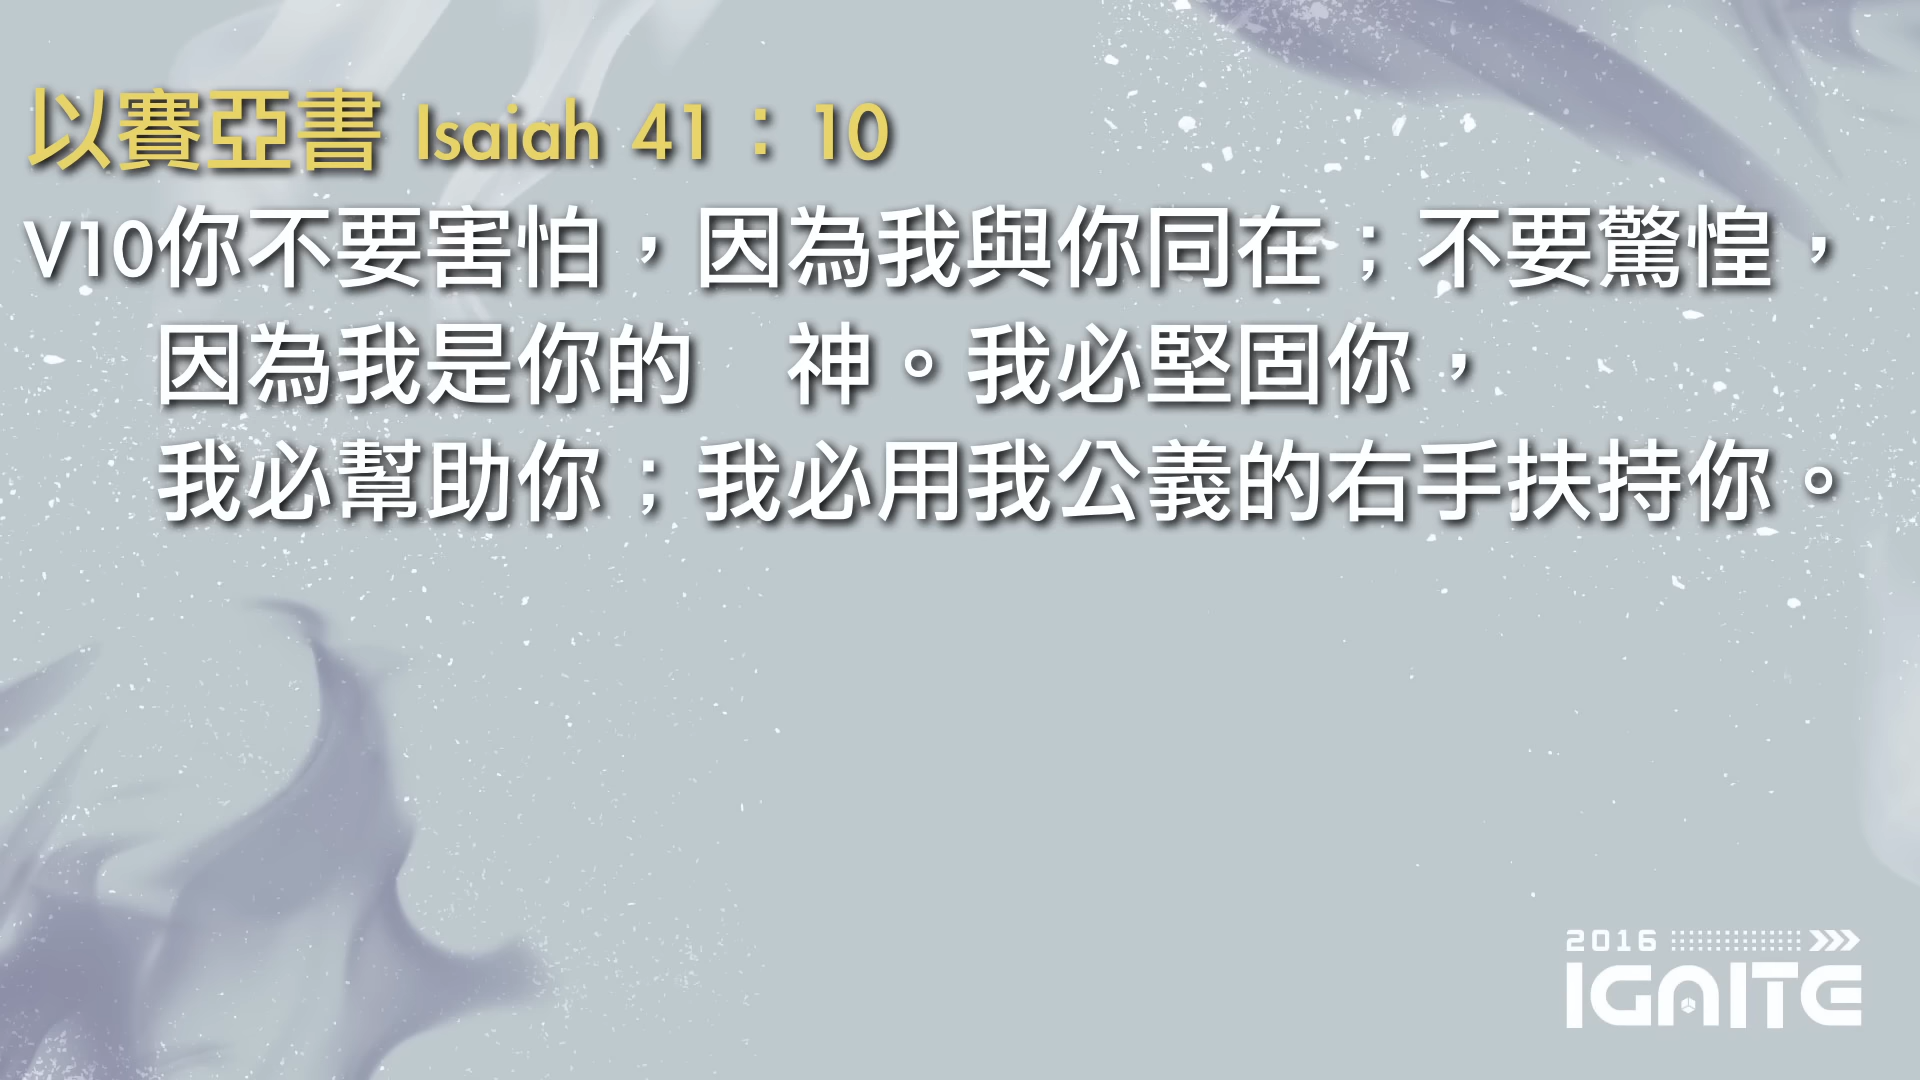 以賽亞書 Isaiah 41：10
V10你不要害怕，因為我與你同在；不要驚惶，
因為我是你的　神。我必堅固你，
我必幫助你；我必用我公義的右手扶持你。
2016
IGNITE